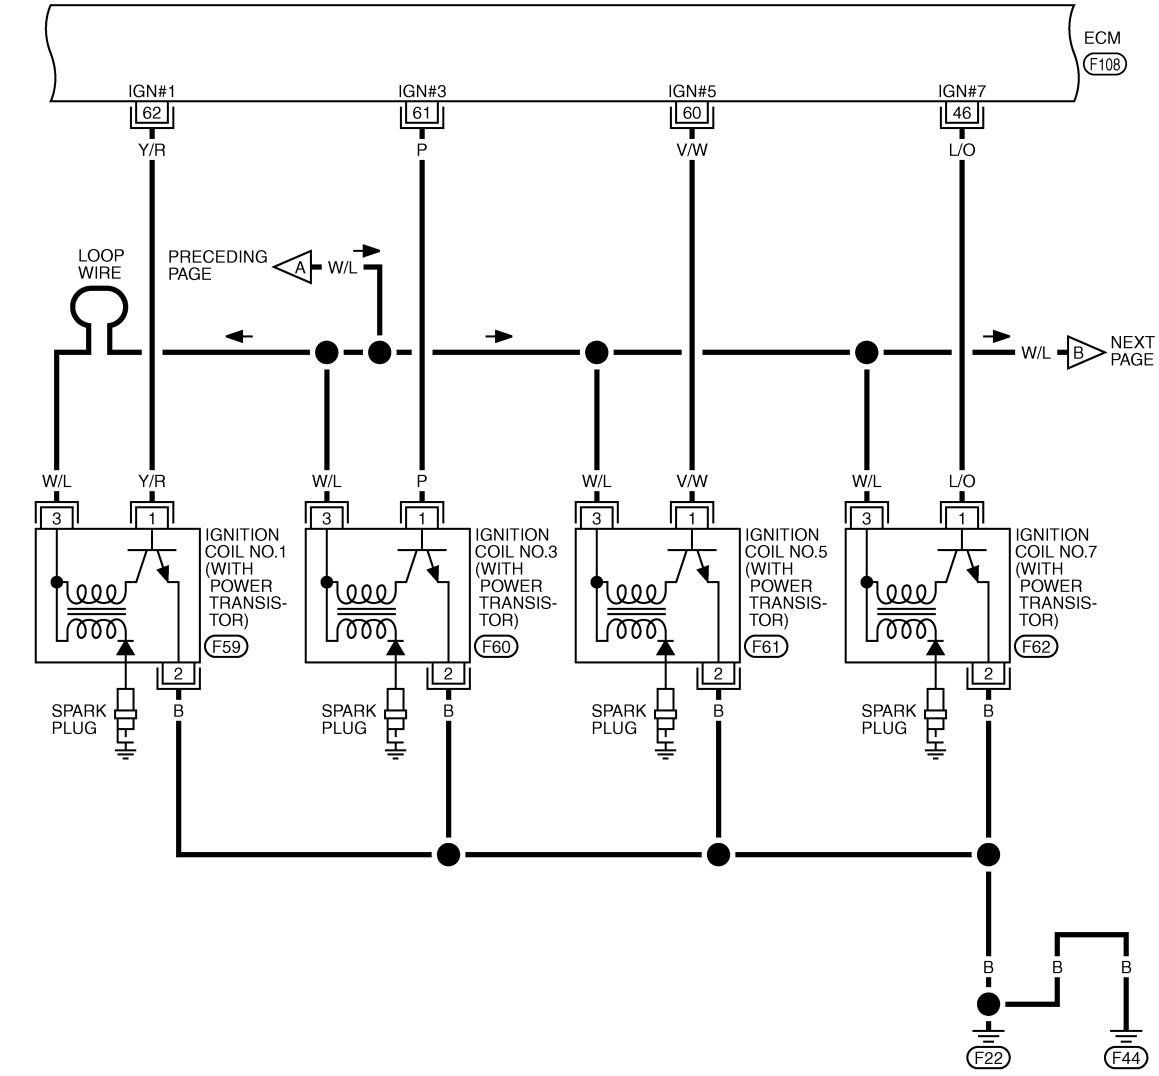 ECM
F108
IGN#1
IGN#3
IGN#5
IGN#7
62
61
60
46
Y/R
P
V/W
L/O
LOOP
WIRE
PRECEDING
PAGE
A
W/L
W/L
B
NEXT
PAGE
W/L
Y/R
W/L
P
W/L
V/W
W/L
L/O
3
1
3
1
3
1
3
1
IGNITION
COIL NO.1
(WITH
POWER
TRANSIS-
TOR)
F59
IGNITION
COIL NO.3
(WITH
POWER
TRANSIS-
TOR)
F60
IGNITION
COIL NO.5
(WITH
POWER
TRANSIS-
TOR)
F61
IGNITION
COIL NO.7
(WITH
POWER
TRANSIS-
TOR)
F62
2
2
2
2
SPARK
PLUG
B
SPARK
PLUG
B
SPARK
PLUG
B
SPARK
PLUG
B
B
B
B
F22
F44